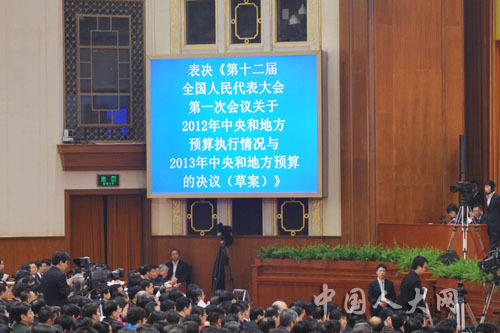 表决《第十二届
全国人民代表大会
第一次会议关于
2012年中央和地方
预算执行情况与
2013年中央和地方预算
的决议（草案）》
出口
中国人大网